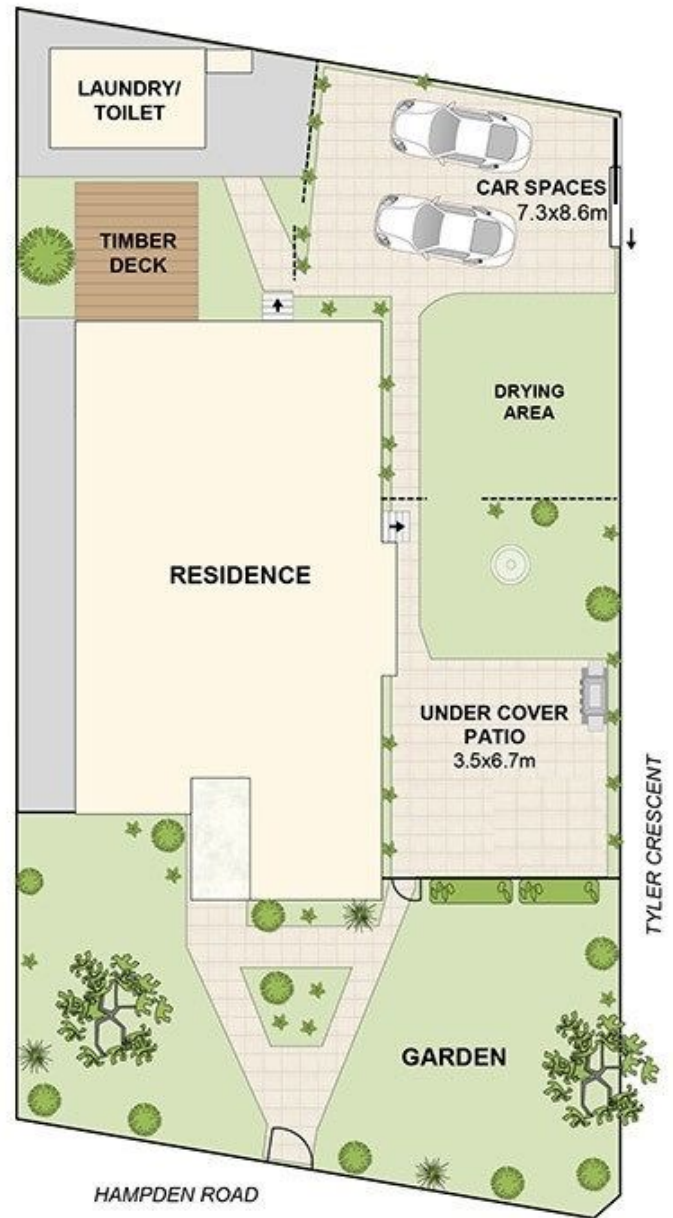 LAUNDRY/
TOILET
CAR SPACES
7.3x8.6m
TIMBER
DECK
DRYING
AREA
RESIDENCE
UNDER COVER
PATIO
3.5x6.7m
TYLER CRESCENT
GARDEN
HAMPDEN ROAD